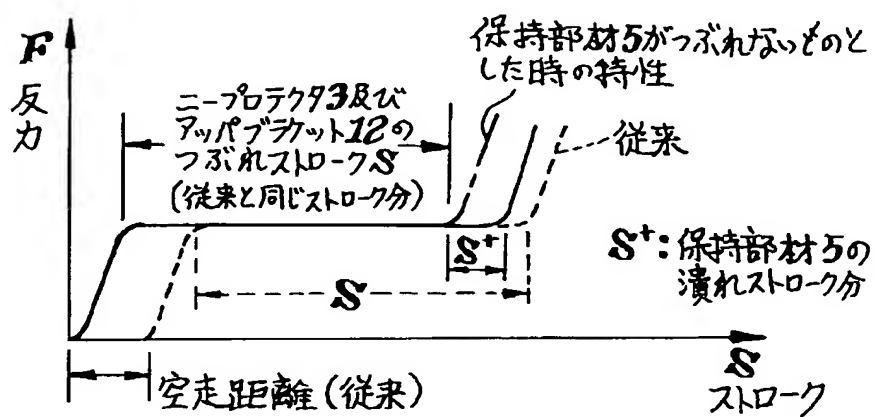 F
反力
ニープロテクタ3及び
アッパブラケット12の
つぶれストロークS
(従来と同じストローク分)
保持部材5がつぶれないものと
した時の特性
従来
S+
S+:保持部材5の
潰れストローク分
S
空走距離(従来)
S
ストローク